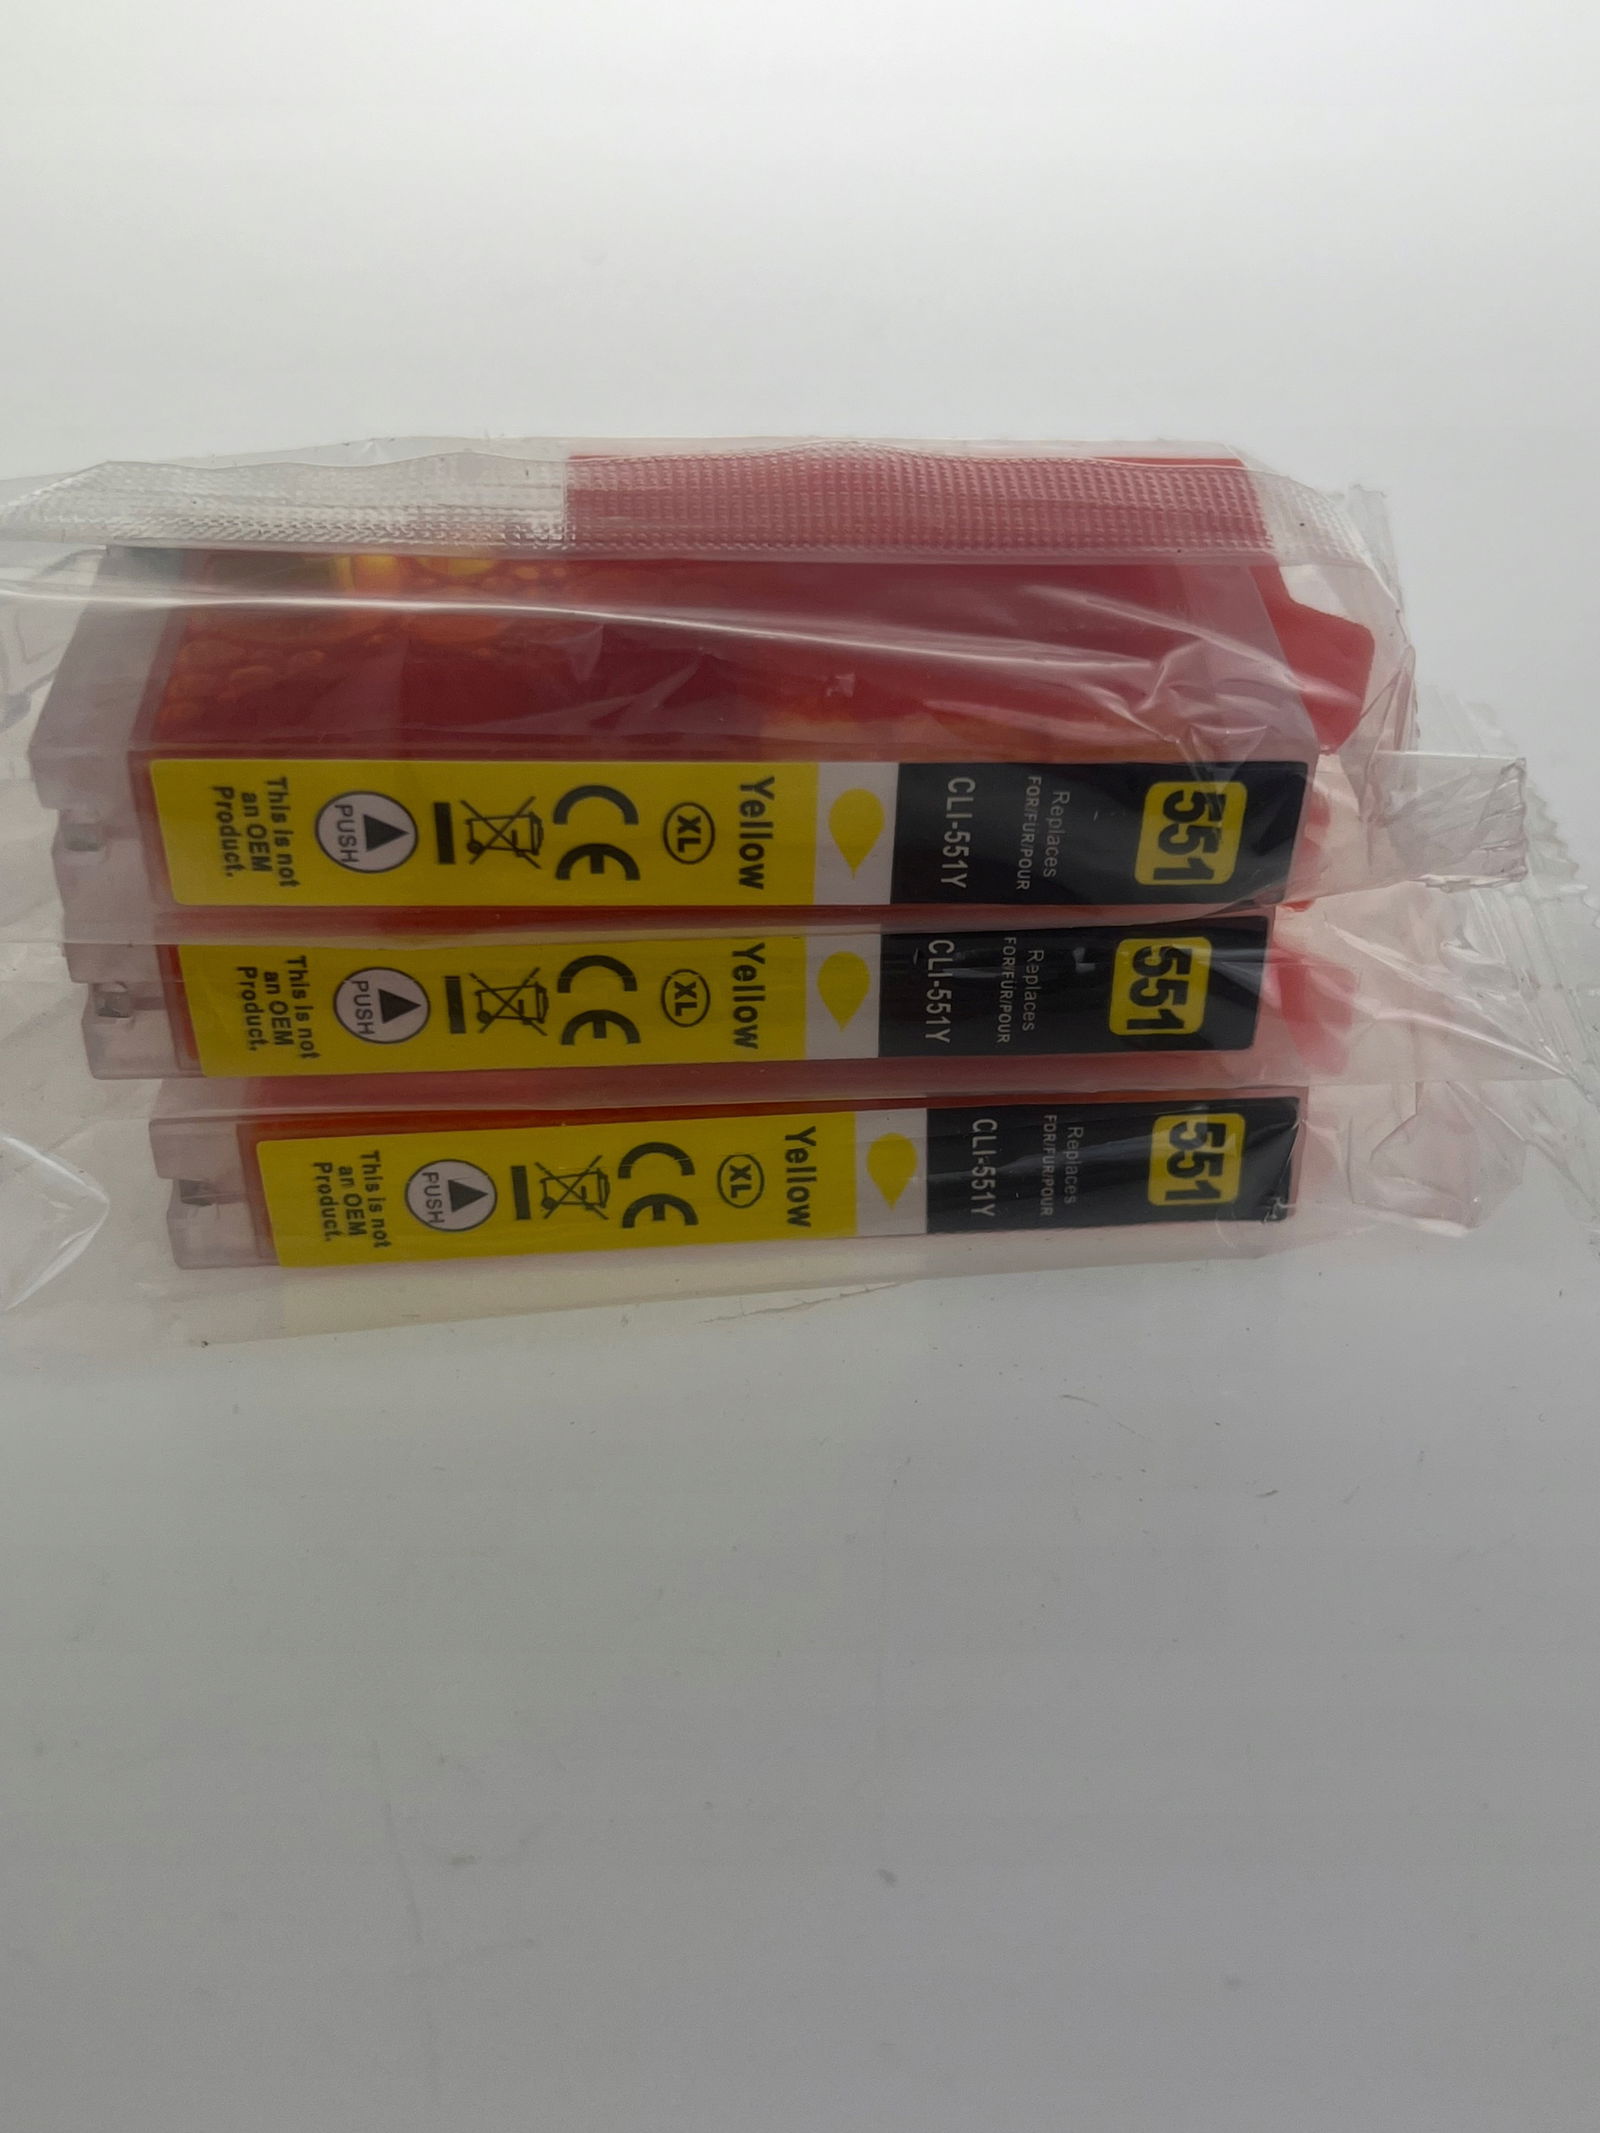 551
Replaces
FOR/FÜR/POUR
CLI-551Y
Yellow
XL
CE
PUSH
This is not
an OEM
Product.
551
Replaces
FOR/FÜR/POUR
CLI-551Y
Yellow
XL
CE
PUSH
This is not
an OEM
Product.
551
Replaces
FOR/FÜR/POUR
CLI-551Y
Yellow
XL
CE
PUSH
This is not
an OEM
Product.